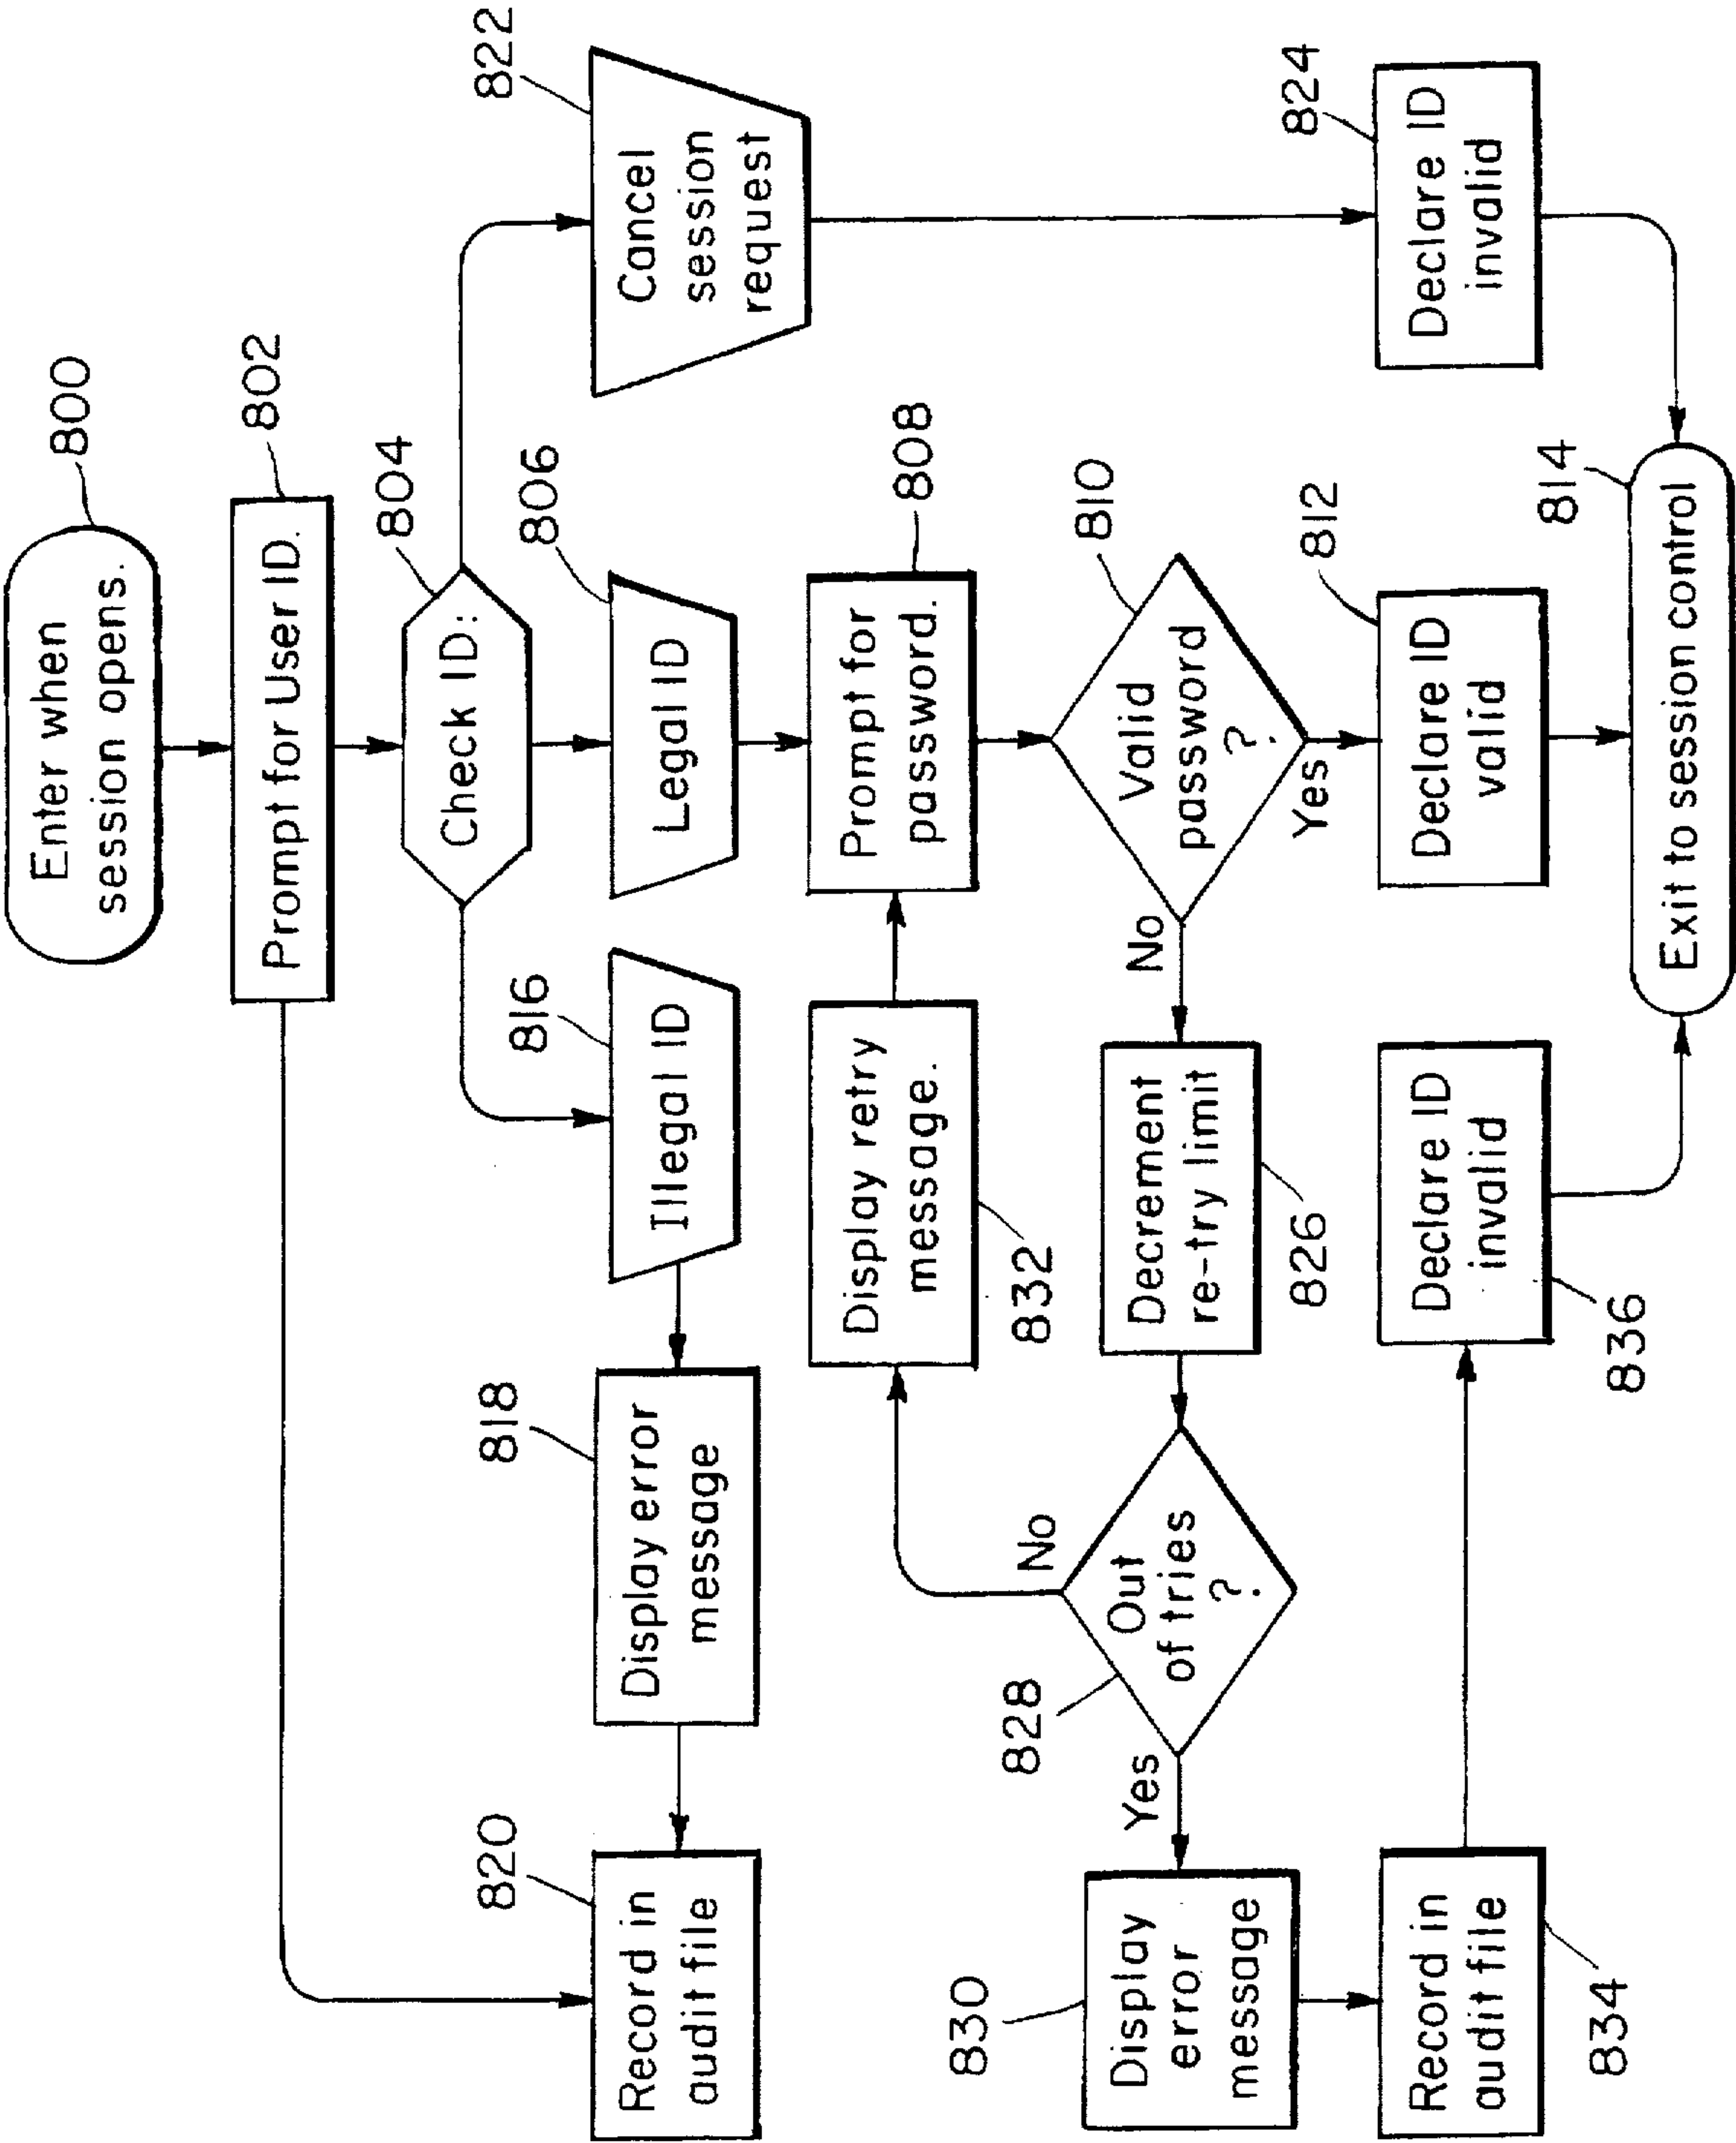 Enter when
session opens.
800
Prompt for User ID.
802
Check ID:
804
Illegal ID
816
Legal ID
806
Cancel
session
request
822
Record in
audit file
820
Display error
message
818
Display retry
message.
832
Prompt for
password.
808
Out
of tries
?
828
No
Yes
Decrement
re-try limit
826
Valid
password
?
810
No
Yes
Display
error
message
830
Record in
audit file
834
Declare ID
invalid
836
Declare ID
valid
812
Declare ID
invalid
824
Exit to session control
814